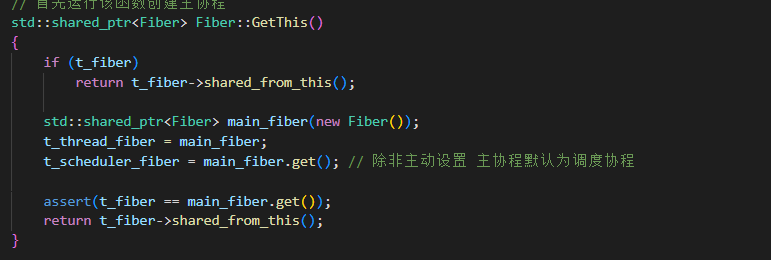 // 首先运行该函数创建主协程
std::shared_ptr<Fiber> Fiber::GetThis()
{
    if (t_fiber)
        return t_fiber->shared_from_this();
    std::shared_ptr<Fiber> main_fiber(new Fiber());
    t_thread_fiber = main_fiber;
    t_scheduler_fiber = main_fiber.get(); // 除非主动设置 主协程默认为调度协程
    assert(t_fiber == main_fiber.get());
    return t_fiber->shared_from_this();
}